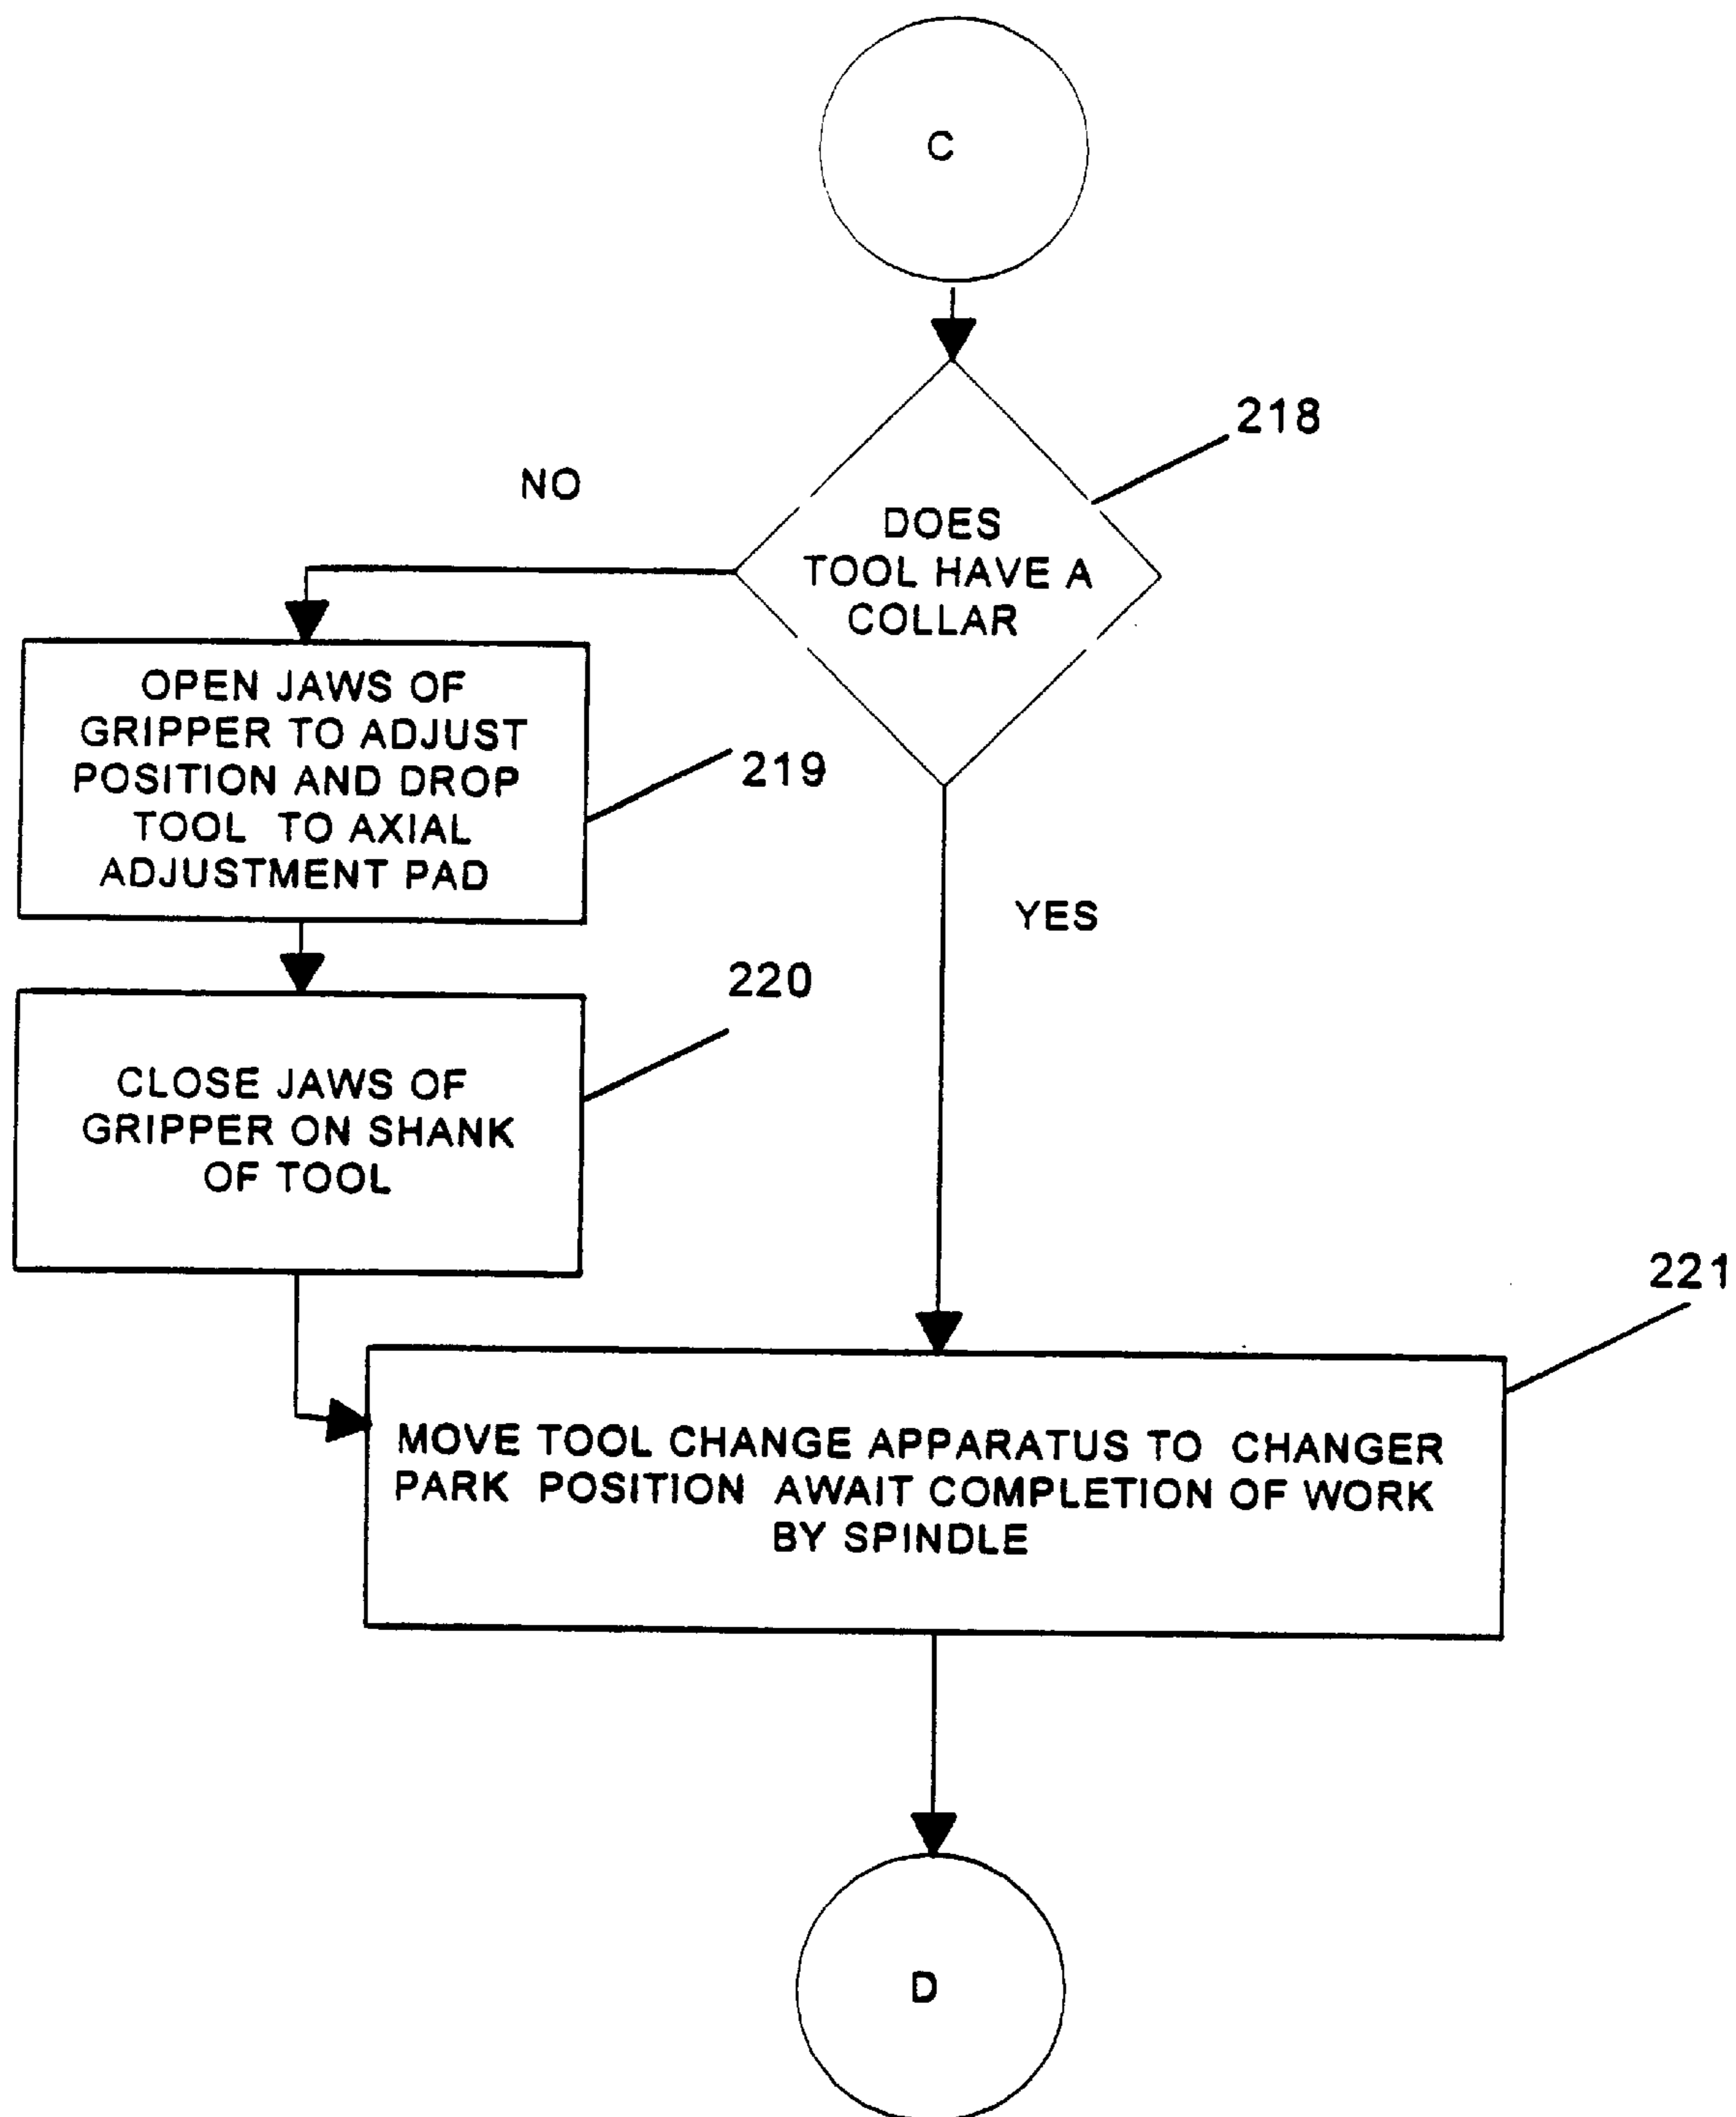 C
218
NO
DOES
TOOL HAVE A
COLLAR
OPEN JAWS OF
GRIPPER TO ADJUST
POSITION AND DROP
TOOL TO AXIAL
ADJUSTMENT PAD
219
YES
220
CLOSE JAWS OF
GRIPPER ON SHANK
OF TOOL
221
MOVE TOOL CHANGE APPARATUS TO CHANGER
PARK POSITION AWAIT COMPLETION OF WORK
BY SPINDLE
D